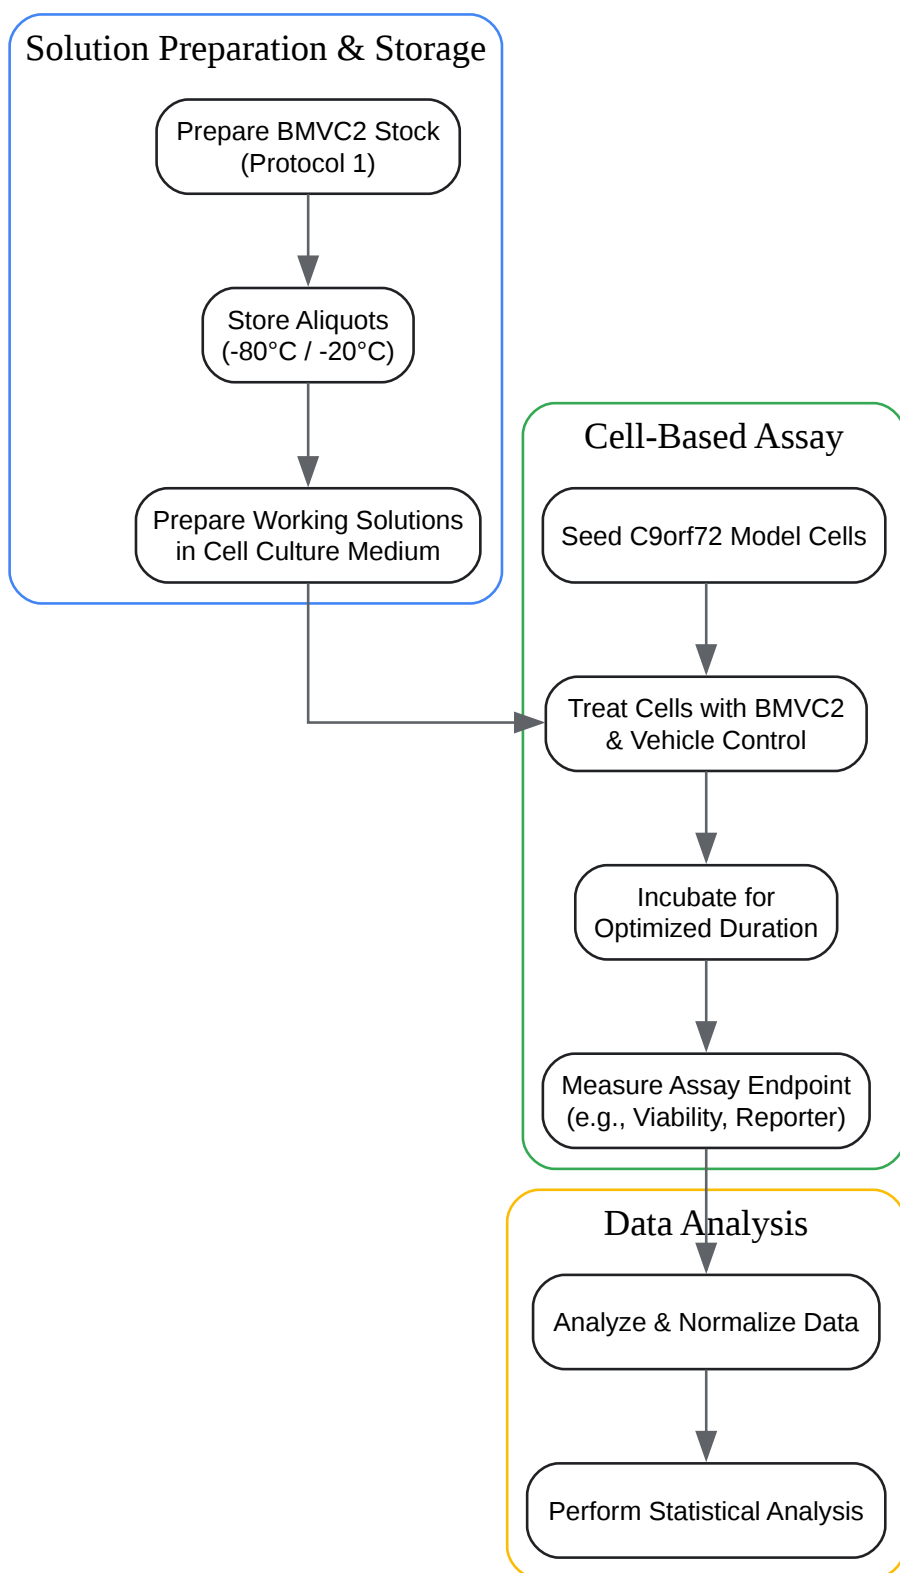 Solution Preparation & Storage
Prepare BMVC2 Stock
(Protocol 1)
Store Aliquots
(-80°C / -20°C)
Prepare Working Solutions
in Cell Culture Medium
Cell-Based Assay
Seed C9orf72 Model Cells
Treat Cells with BMVC2
& Vehicle Control
Incubate for
Optimized Duration
Measure Assay Endpoint
(e.g., Viability, Reporter)
Data Analysis
Analyze & Normalize Data
Perform Statistical Analysis